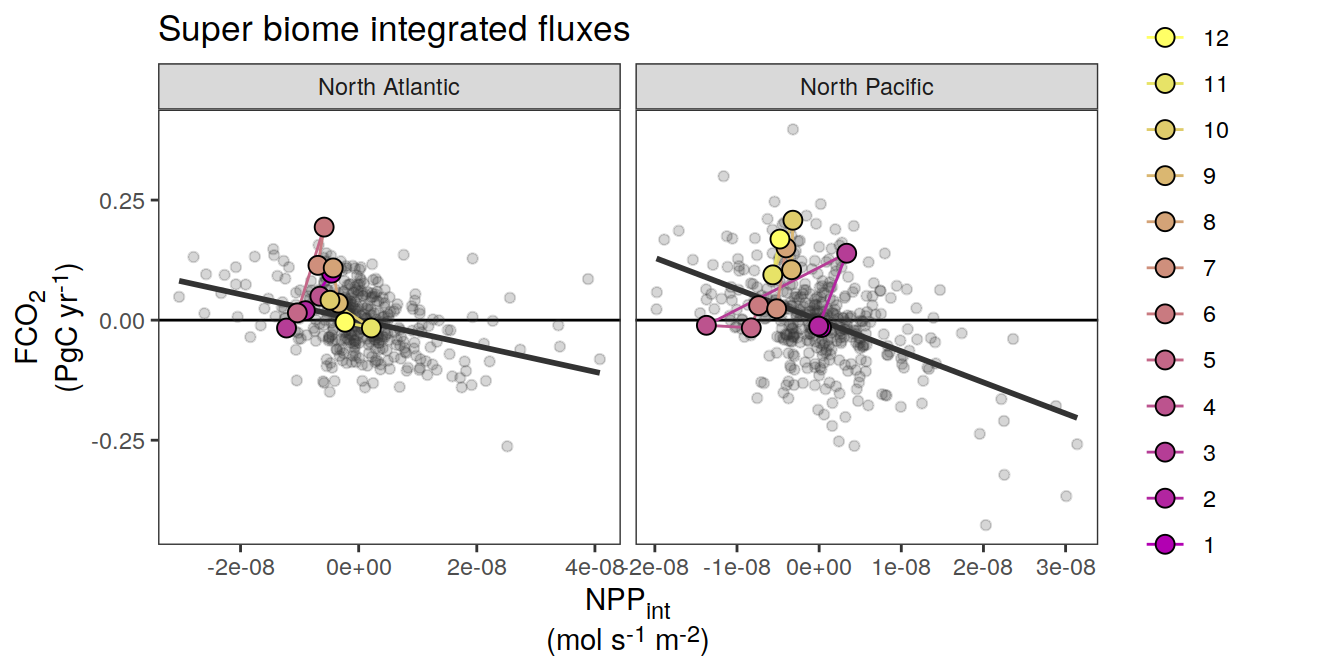 Super biome integrated fluxes
North Atlantic
North Pacific
FCO2
(PgC yr-1)
0.25
0.00
-0.25
-2e-08
0e+00
2e-08
4e-08
-2e-08
-1e-08
0e+00
1e-08
2e-08
3e-08
NPPint
(mol s-1 m-2)
12
11
10
9
8
7
6
5
4
3
2
1